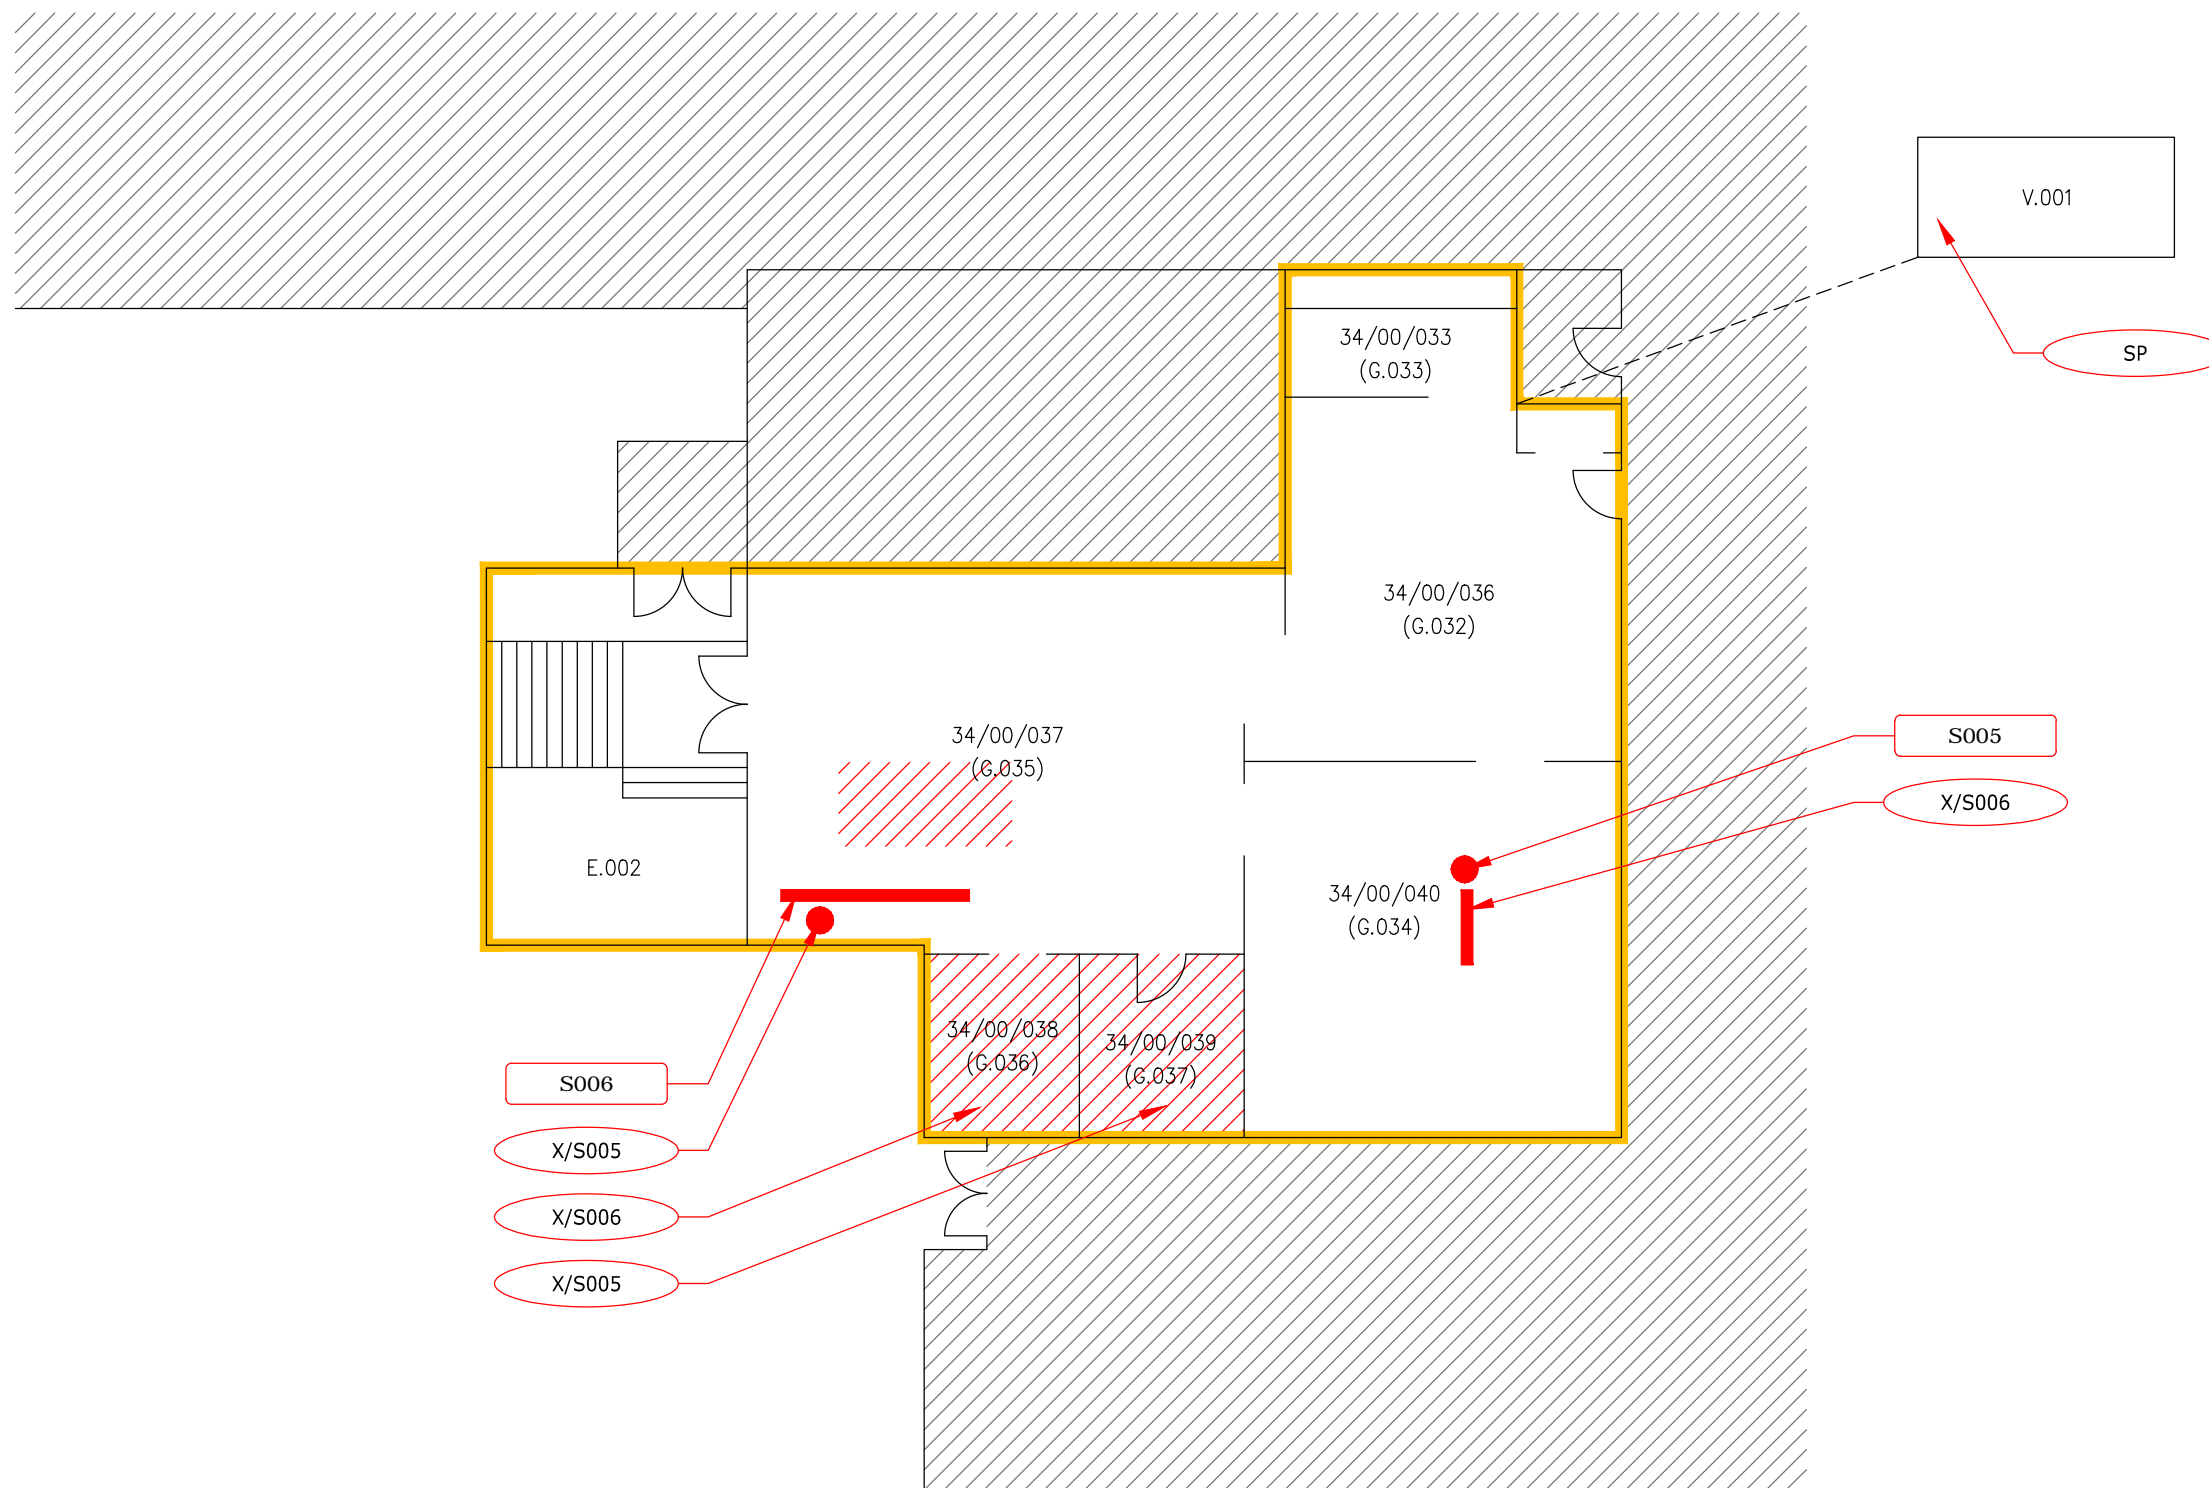 V.001
34/00/033
(G.033)
SP
34/00/036
(G.032)
34/00/037
(G.035)
S005
X/S006
E.002
34/00/040
(G.034)
34/00/038
(G.036)
34/00/039
(G.037)
S006
X/S005
X/S006
X/S005